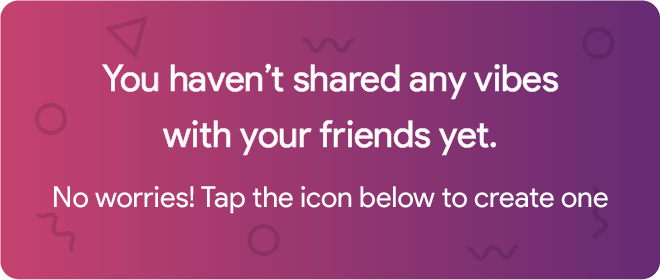 You haven’t shared any vibes
with your friends yet.
No worries! Tap the icon below to create one